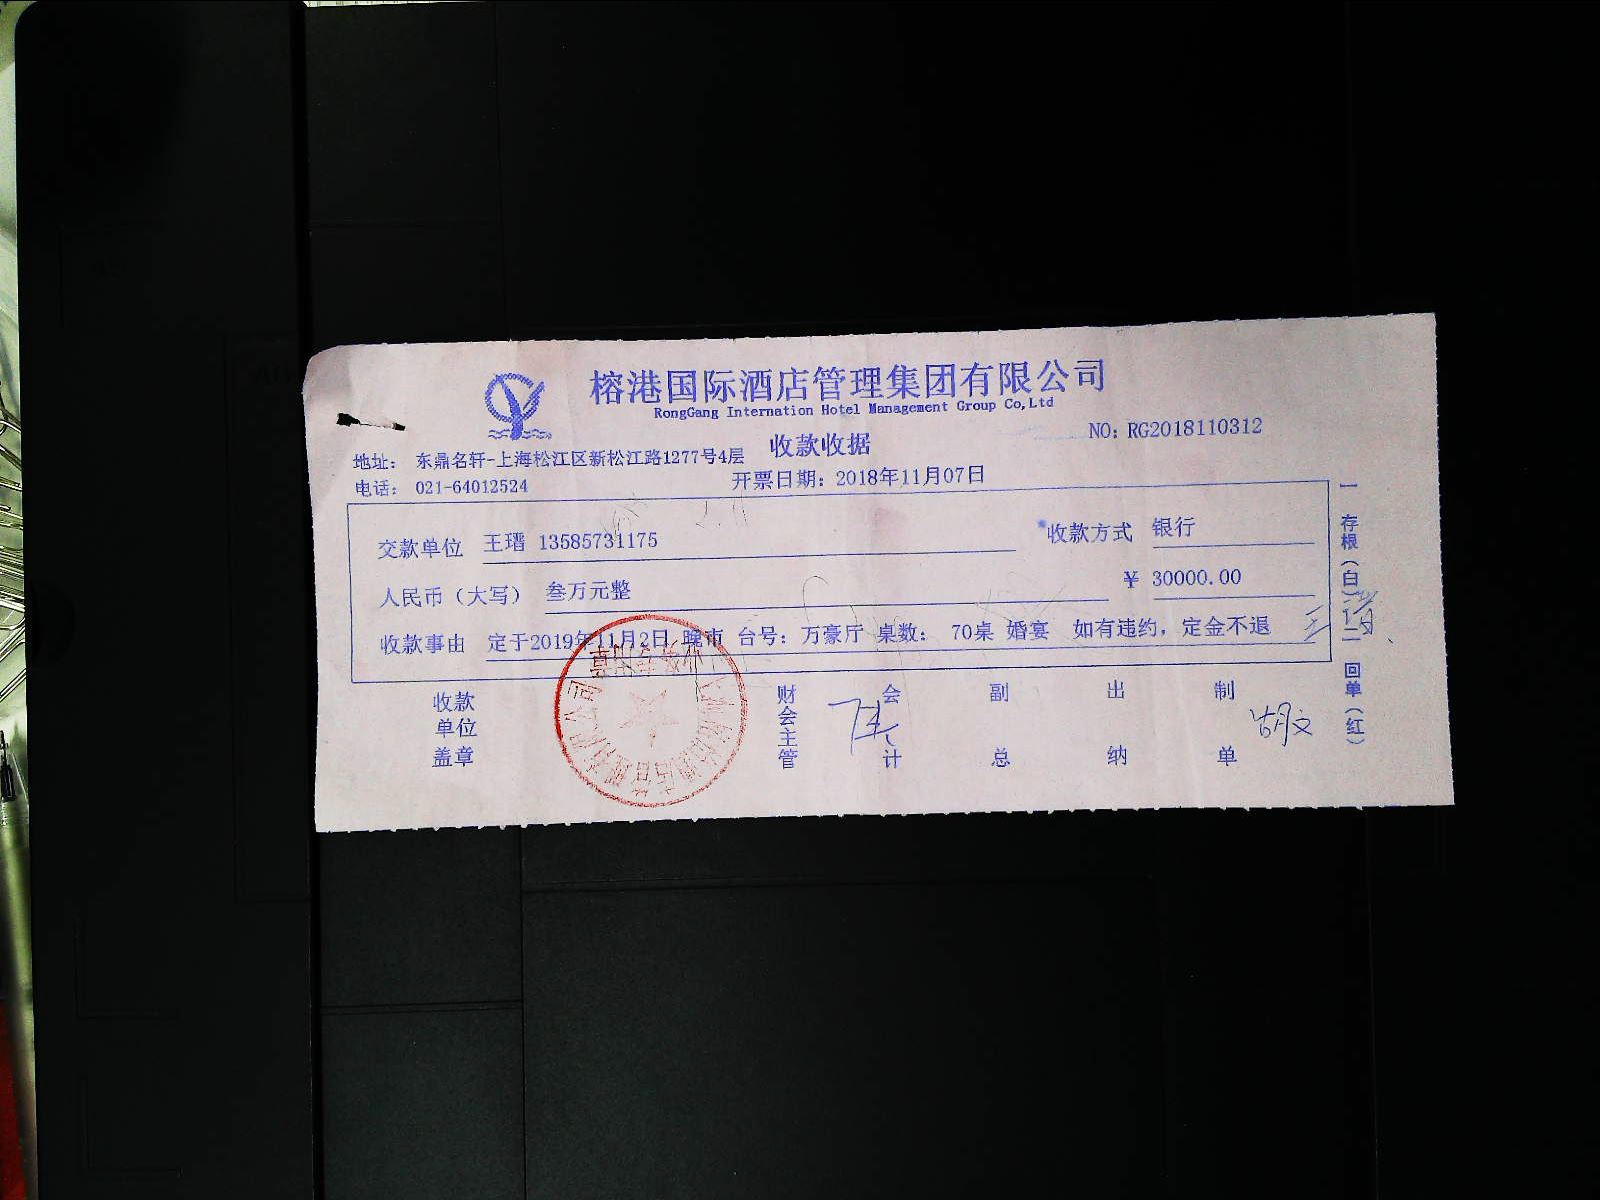 榕港国际酒店管理集团有限公司
RongGang Internation Hotel Management Group Co,Ltd
NO: RG2018110312
收款收据
地址： 东鼎名轩-上海松江区新松江路1277号4层
电话： 021-64012524
开票日期：2018年11月07日
交款单位 王瑨 13585731175 *收款方式 银行
人民币（大写） 叁万元整 ¥ 30000.00
收款事由 定于2019年11月2日 晚市 台号：万豪厅 桌数： 70桌 婚宴 如有违约，定金不退
收款单位盖章 财会主管 会计 副总 出纳 制单 胡文
一 存根（白） 二 回单（红）